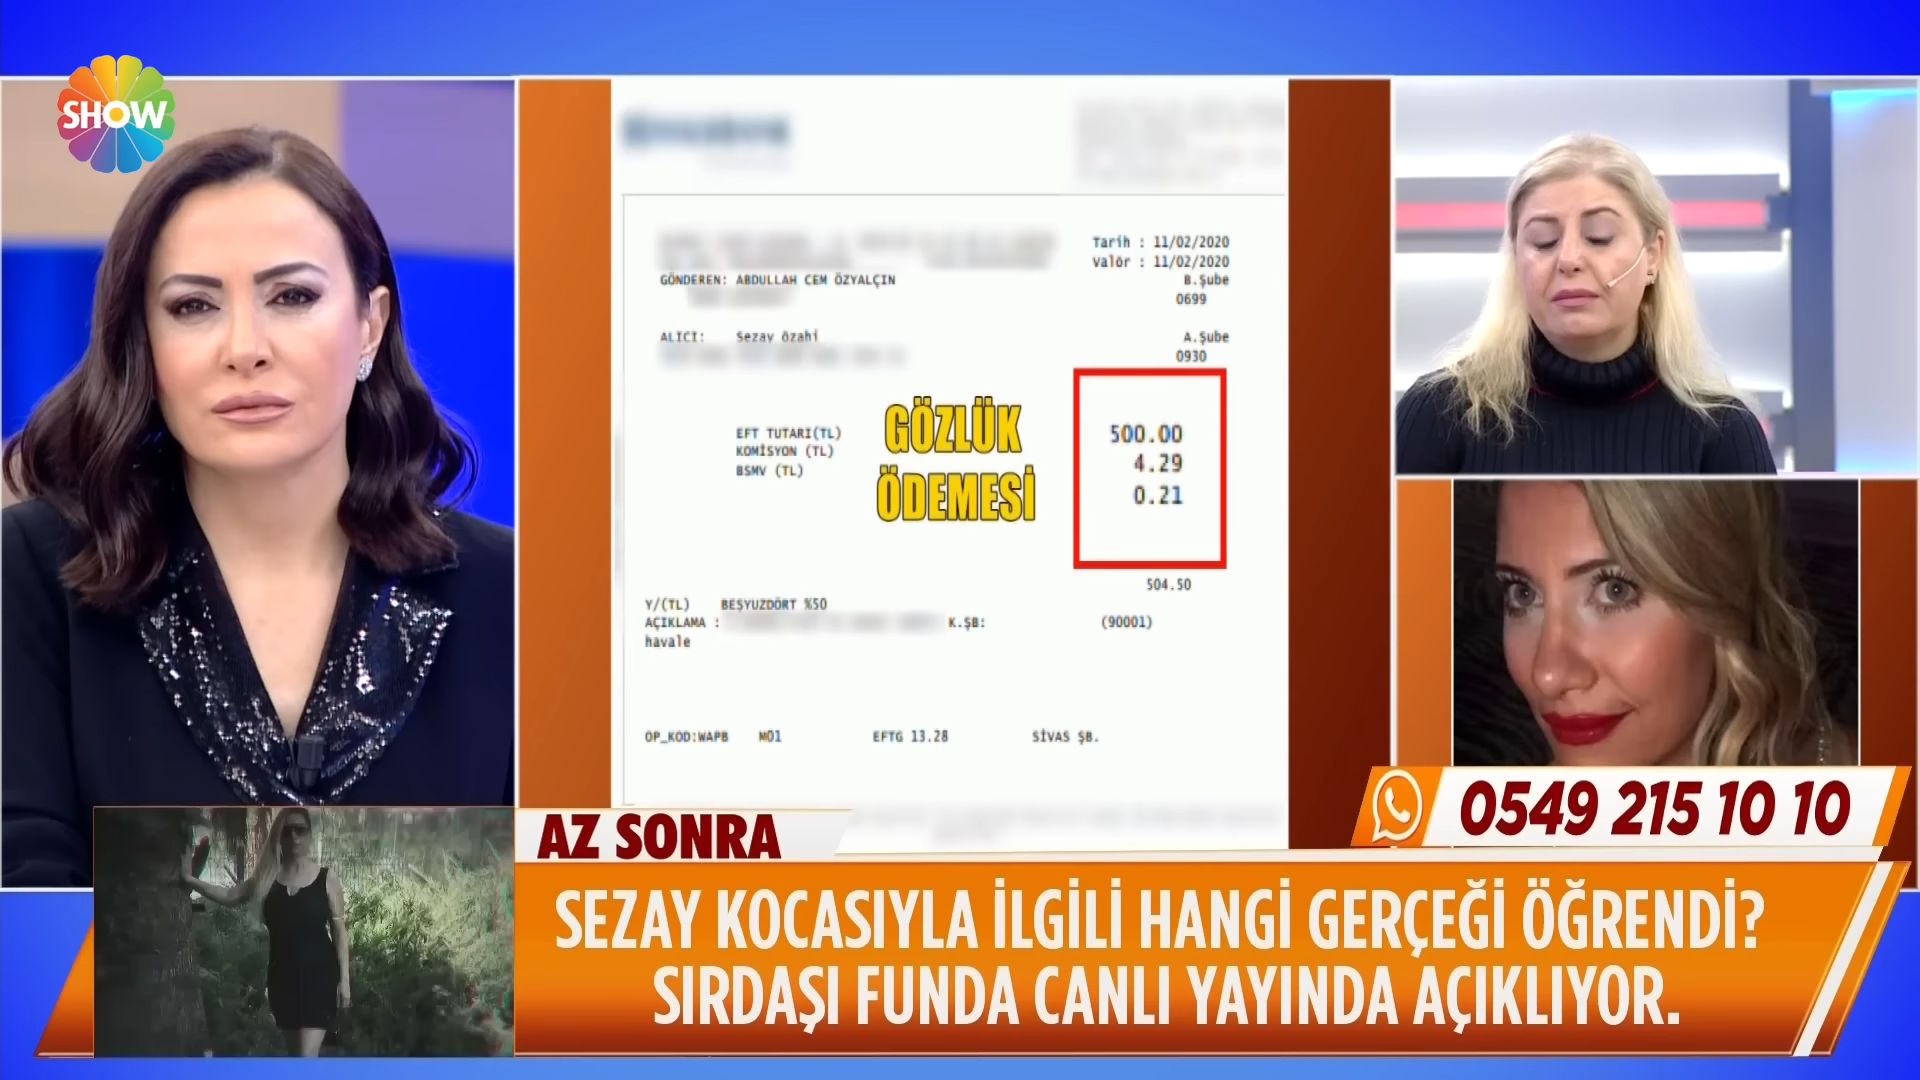 SHOW
Tarih : 11/02/2020
Valör : 11/02/2020
GÖNDEREN: ABDULLAH CEM ÖZYALÇIN
B.Şube
0699
ALICI: Sezay özahi
A.Şube
0930
EFT TUTARI(TL) 500.00
KOMİSYON (TL) 4.29
BSMV (TL) 0.21
GÖZLÜK
ÖDEMESİ
504.50
Y/(TL) BEŞYUZDÖRT %50
AÇIKLAMA : K.ŞB: (90001)
havale
OP_KOD:WAPB M01 EFTG 13.28 SİVAS ŞB.
0549 215 10 10
AZ SONRA
SEZAY KOCASIYLA İLGİLİ HANGİ GERÇEĞİ ÖĞRENDİ?
SIRDAŞI FUNDA CANLI YAYINDA AÇIKLIYOR.